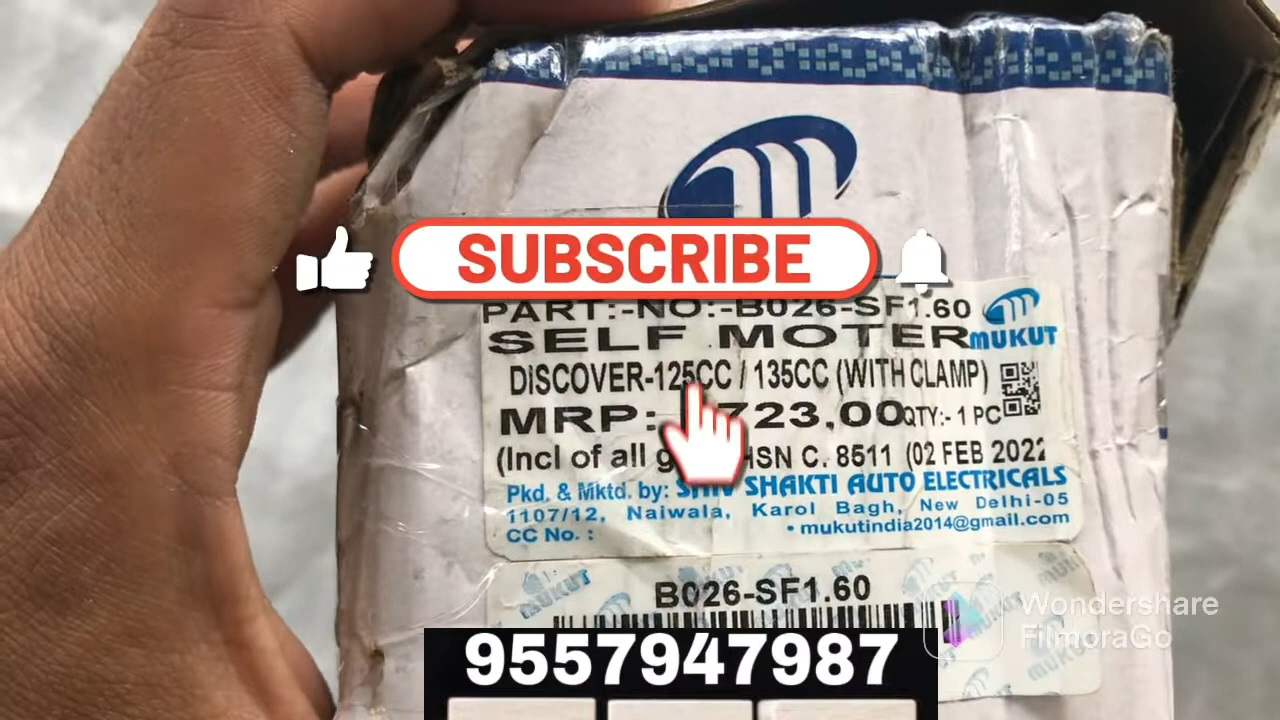 SUBSCRIBE
PART:-NO:-B026-SF1.60
SELF MOTER
MUKUT
DISCOVER-125CC / 135CC (WITH CLAMP)
MRP: 723.00 QTY:- 1 PC
(Incl of all HSN C. 8511 (02 FEB 2022
Pkd. & Mktd. by: SHIV SHAKTI AUTO ELECTRICALS
1107/12, Naiwala, Karol Bagh, New Delhi-05
CC No. : • mukutindia2014@gmail.com
MUKUT
B026-SF1.60
Wondershare
FilmoraGo
MUKUT
9557947987